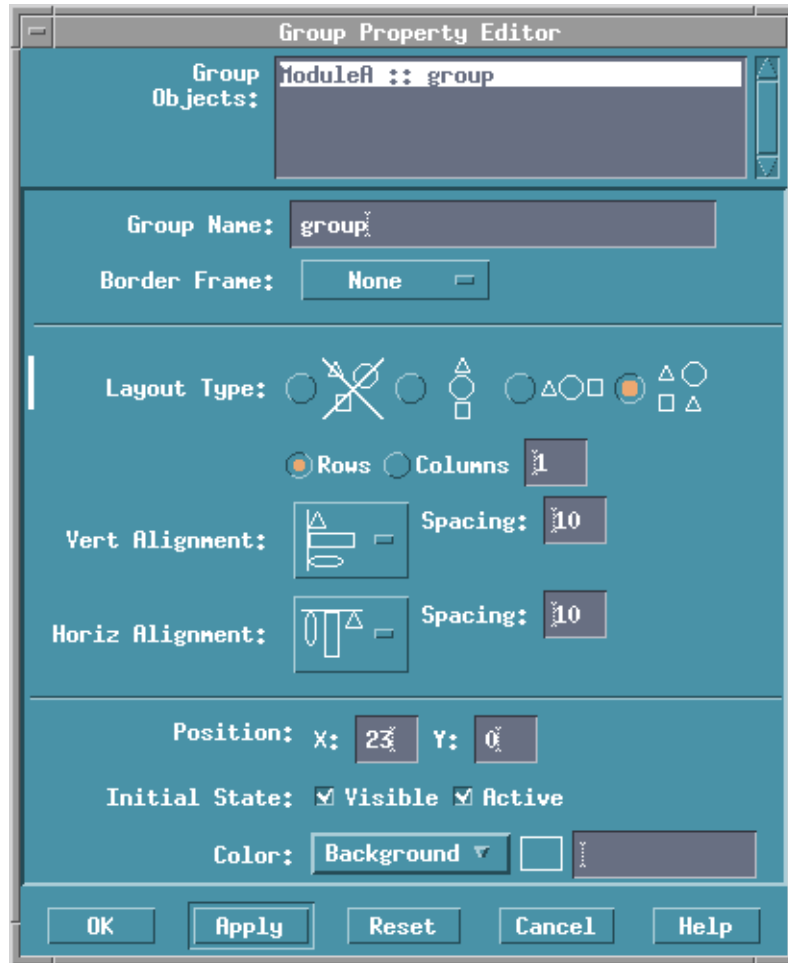 Group Property Editor
Group Objects:
ModuleA :: group
Group Name: group
Border Frame: None
Layout Type:
Rows Columns 1
Vert Alignment: Spacing: 10
Horiz Alignment: Spacing: 10
Position: X: 23 Y: 0
Initial State: Visible Active
Color: Background
OK Apply Reset Cancel Help